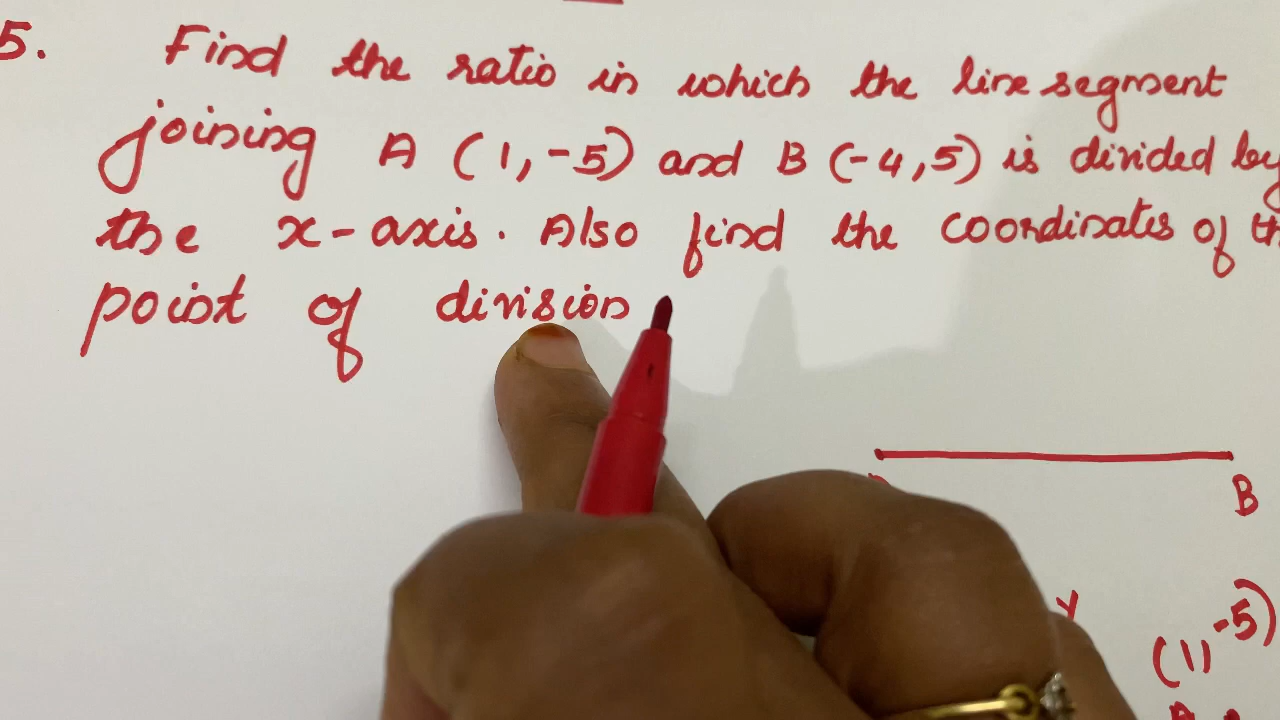 5. Find the ratio in which the line segment
joining A (1,-5) and B (-4,5) is divided by
the x-axis. Also find the coordinates of
point of division
B
Y
(1,-5)
A